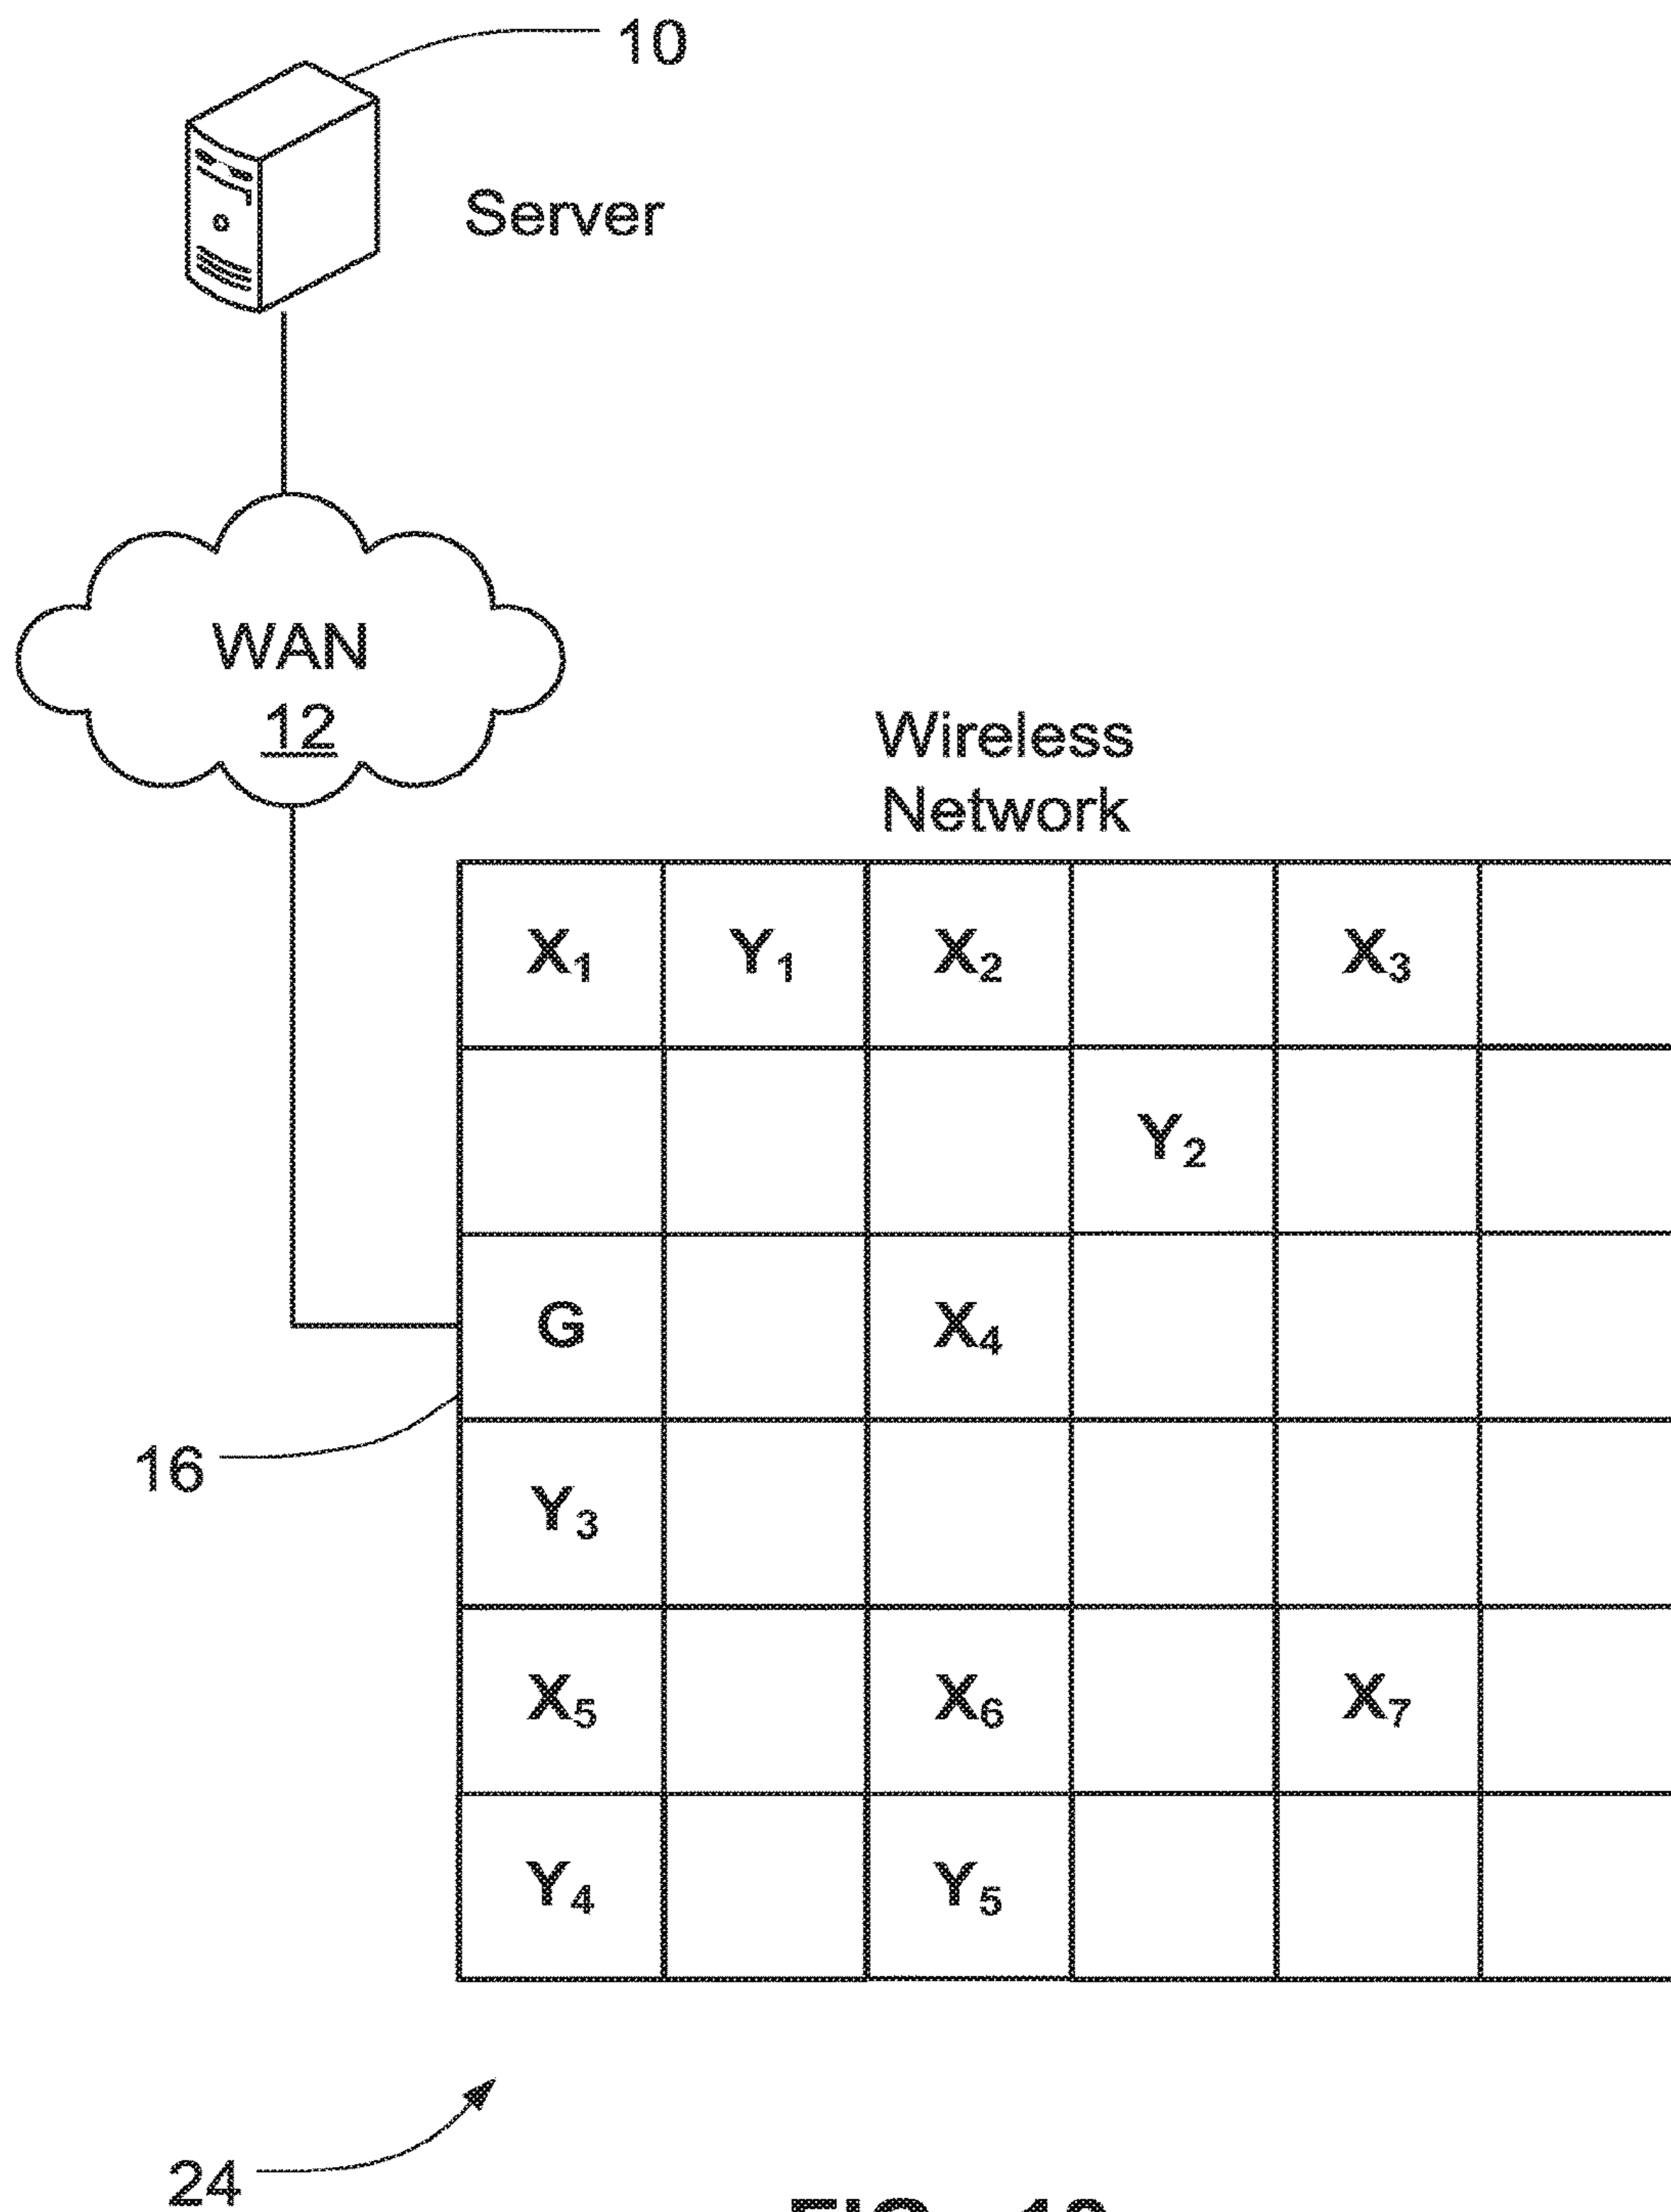 10
Server
WAN
12
Wireless
Network
X1 Y1 X2 X3
Y2
G X4
16
Y3
X5 X6 X7
Y4 Y5
24